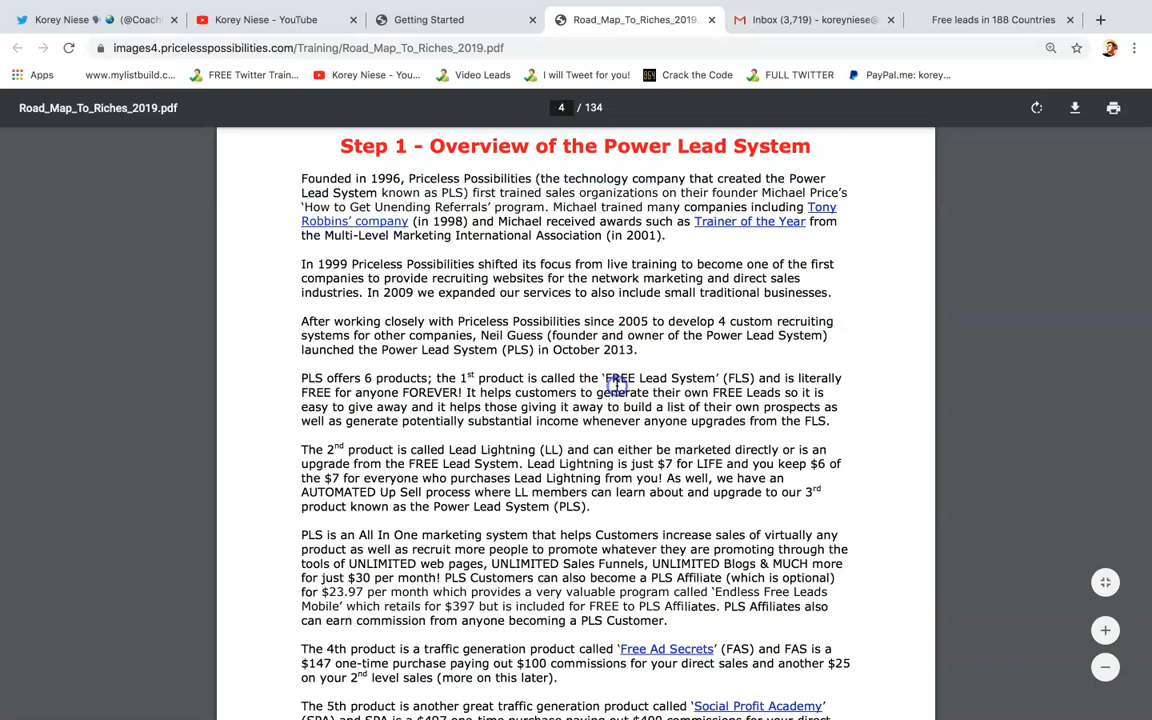 Korey Niese 🎙 🌎 (@Coach
Korey Niese - YouTube
Getting Started
Road_Map_To_Riches_2019.p
Inbox (3,719) - koreyniese@
Free leads in 188 Countries
images4.pricelesspossibilities.com/Training/Road_Map_To_Riches_2019.pdf
Apps
www.mylistbuild.c...
FREE Twitter Train...
Korey Niese - You...
Video Leads
I will Tweet for you!
Crack the Code
FULL TWITTER
PayPal.me: korey...
Road_Map_To_Riches_2019.pdf
4 / 134
Step 1 - Overview of the Power Lead System
Founded in 1996, Priceless Possibilities (the technology company that created the Power
Lead System known as PLS) first trained sales organizations on their founder Michael Price's
'How to Get Unending Referrals' program. Michael trained many companies including Tony
Robbins' company (in 1998) and Michael received awards such as Trainer of the Year from
the Multi-Level Marketing International Association (in 2001).
In 1999 Priceless Possibilities shifted its focus from live training to become one of the first
companies to provide recruiting websites for the network marketing and direct sales
industries. In 2009 we expanded our services to also include small traditional businesses.
After working closely with Priceless Possibilities since 2005 to develop 4 custom recruiting
systems for other companies, Neil Guess (founder and owner of the Power Lead System)
launched the Power Lead System (PLS) in October 2013.
PLS offers 6 products; the 1st product is called the 'FREE Lead System' (FLS) and is literally
FREE for anyone FOREVER! It helps customers to generate their own FREE Leads so it is
easy to give away and it helps those giving it away to build a list of their own prospects as
well as generate potentially substantial income whenever anyone upgrades from the FLS.
The 2nd product is called Lead Lightning (LL) and can either be marketed directly or is an
upgrade from the FREE Lead System. Lead Lightning is just $7 for LIFE and you keep $6 of
the $7 for everyone who purchases Lead Lightning from you! As well, we have an
AUTOMATED Up Sell process where LL members can learn about and upgrade to our 3rd
product known as the Power Lead System (PLS).
PLS is an All In One marketing system that helps Customers increase sales of virtually any
product as well as recruit more people to promote whatever they are promoting through the
tools of UNLIMITED web pages, UNLIMITED Sales Funnels, UNLIMITED Blogs & MUCH more
for just $30 per month! PLS Customers can also become a PLS Affiliate (which is optional)
for $23.97 per month which provides a very valuable program called 'Endless Free Leads
Mobile' which retails for $397 but is included for FREE to PLS Affiliates. PLS Affiliates also
can earn commission from anyone becoming a PLS Customer.
The 4th product is a traffic generation product called 'Free Ad Secrets' (FAS) and FAS is a
$147 one-time purchase paying out $100 commissions for your direct sales and another $25
on your 2nd level sales (more on this later).
The 5th product is another great traffic generation product called 'Social Profit Academy'
(SPA) and SPA is a $497 one-time purchase paying out $400 commissions for your direct